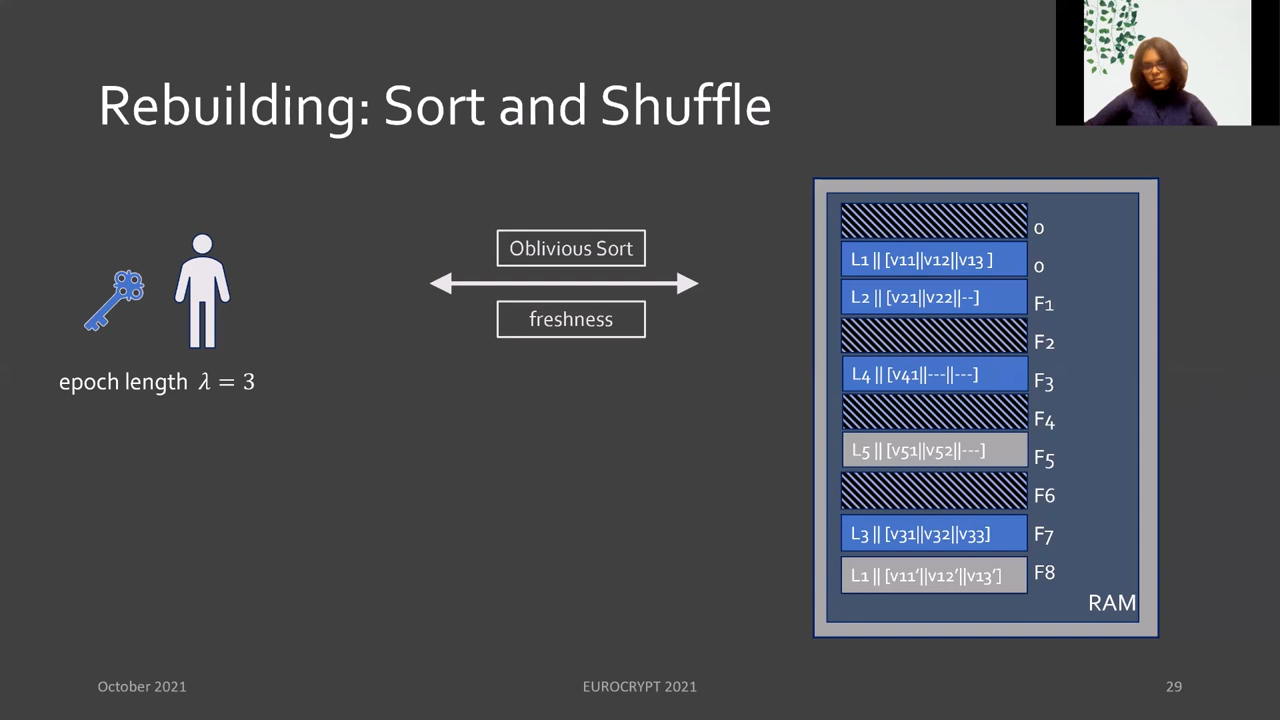 Rebuilding: Sort and Shuffle
Oblivious Sort
freshness
epoch length λ = 3
0
L1 || [v11||v12||v13 ] 0
L2 || [v21||v22||--] F1
F2
L4 || [v41||---||---] F3
F4
L5 || [v51||v52||---] F5
F6
L3 || [v31||v32||v33] F7
L1 || [v11′||v12′||v13′] F8
RAM
October 2021
EUROCRYPT 2021
29